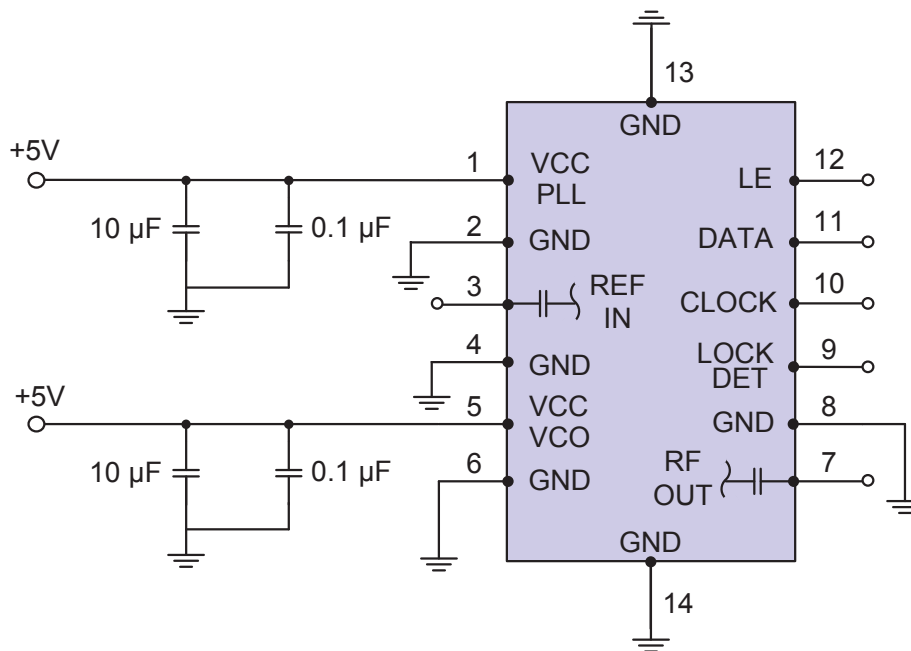 13
GND
+5V
1
VCC
PLL
10 µF
0.1 µF
2
GND
3
REF
IN
4
GND
+5V
5
VCC
VCO
10 µF
0.1 µF
6
GND
12
LE
11
DATA
10
CLOCK
9
LOCK
DET
8
GND
7
RF
OUT
GND
14